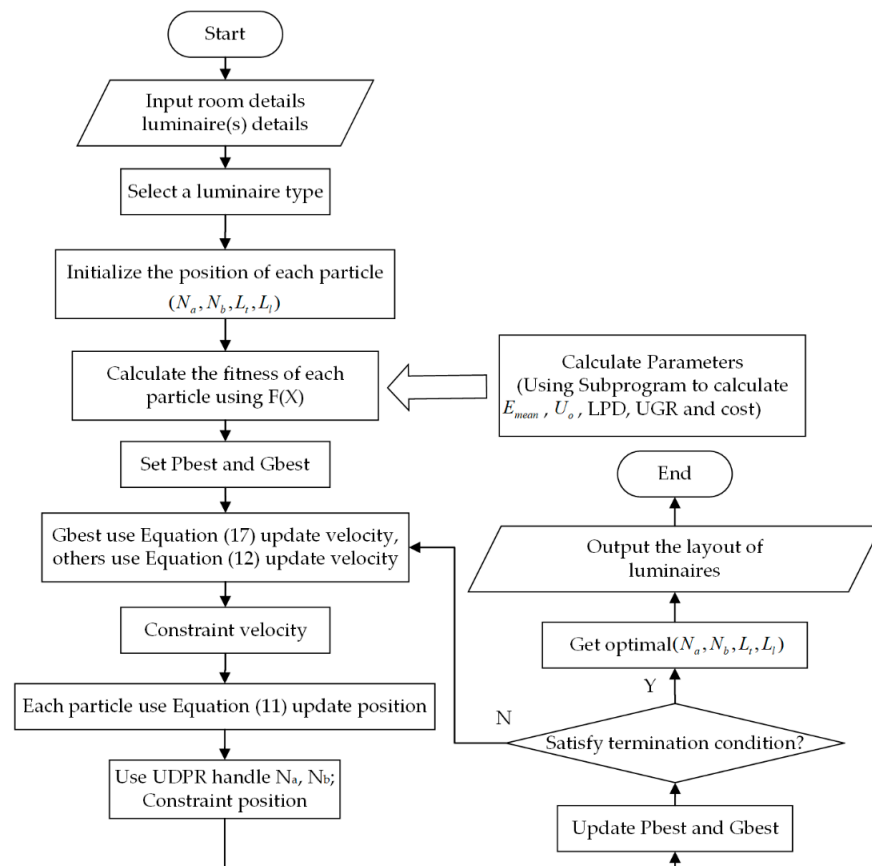 Start
Input room details
luminaire(s) details
Select a luminaire type
Initialize the position of each particle
(Na, Nb, Lt, Ll)
Calculate the fitness of each
particle using F(X)
Calculate Parameters
(Using Subprogram to calculate
Emean , Uo , LPD, UGR and cost)
Set Pbest and Gbest
Gbest use Equation (17) update velocity,
others use Equation (12) update velocity
Constraint velocity
Each particle use Equation (11) update position
Use UDPR handle Na, Nb;
Constraint position
Update Pbest and Gbest
Satisfy termination condition?
N
Y
Get optimal(Na, Nb, Lt, Ll)
Output the layout of
luminaires
End